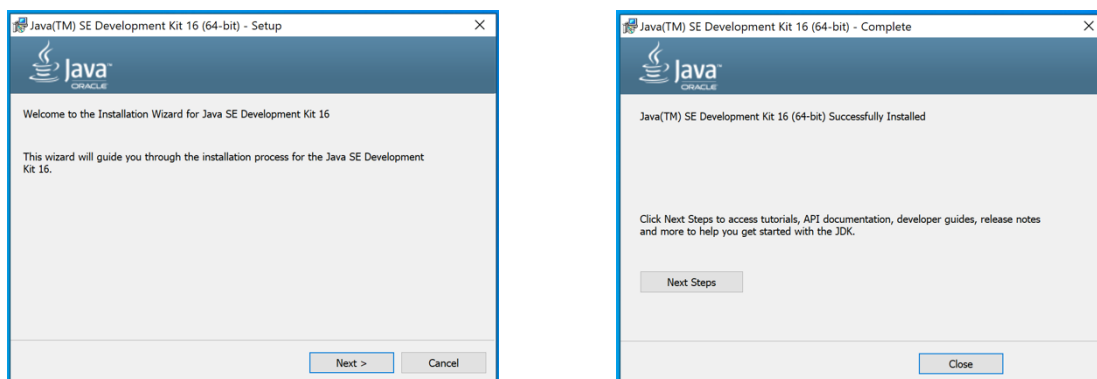 Java(TM) SE Development Kit 16 (64-bit) - Setup
Java™
ORACLE
Welcome to the Installation Wizard for Java SE Development Kit 16
This wizard will guide you through the installation process for the Java SE Development
Kit 16.
Next >
Cancel
Java(TM) SE Development Kit 16 (64-bit) - Complete
Java™
ORACLE
Java(TM) SE Development Kit 16 (64-bit) Successfully Installed
Click Next Steps to access tutorials, API documentation, developer guides, release notes
and more to help you get started with the JDK.
Next Steps
Close